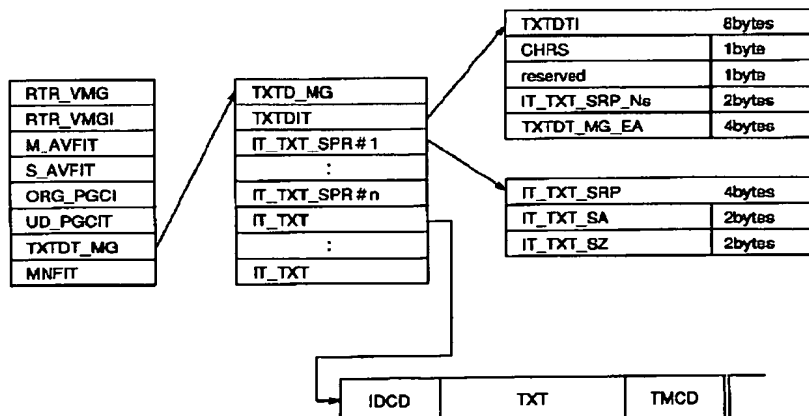 RTR_VMG
RTR_VMGI
M_AVFIT
S_AVFIT
ORG_PGCI
UD_PGCIT
TXTDT_MG
MNFIT
TXTD_MG
TXTDIT
IT_TXT_SPR#1
:
IT_TXT_SPR#n
IT_TXT
:
IT_TXT
TXTDTI 8bytes
CHRS 1byte
reserved 1byte
IT_TXT_SRP_Ns 2bytes
TXTDT_MG_EA 4bytes
IT_TXT_SRP 4bytes
IT_TXT_SA 2bytes
IT_TXT_SZ 2bytes
IDCD TXT TMCD